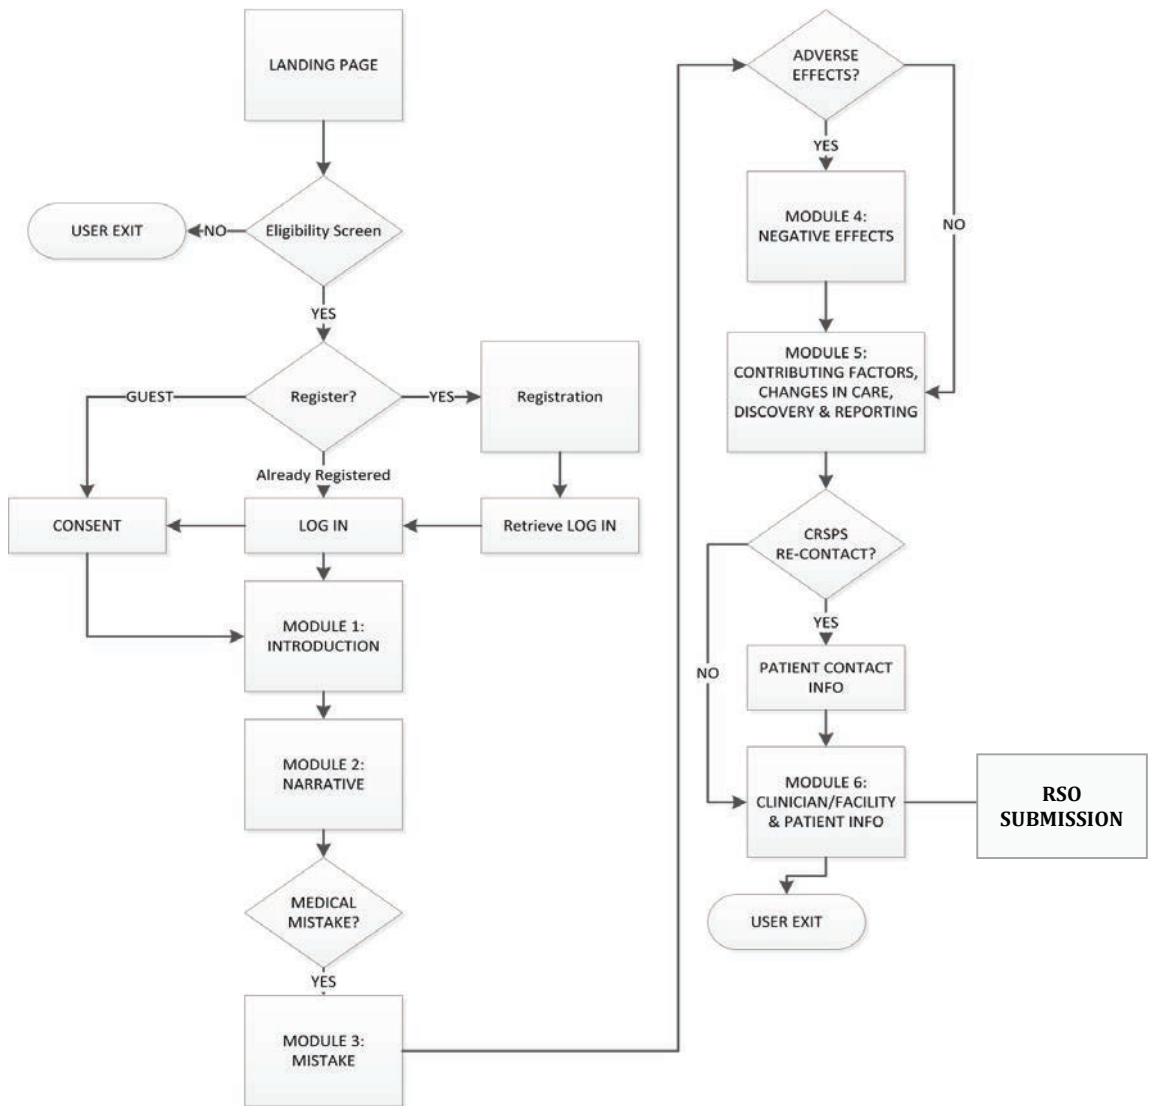 LANDING PAGE
Eligibility Screen
NO
USER EXIT
YES
Register?
GUEST
YES
Registration
Already Registered
CONSENT
LOG IN
Retrieve LOG IN
MODULE 1:
INTRODUCTION
MODULE 2:
NARRATIVE
MEDICAL
MISTAKE?
YES
MODULE 3:
MISTAKE
ADVERSE
EFFECTS?
YES
NO
MODULE 4:
NEGATIVE EFFECTS
MODULE 5:
CONTRIBUTING FACTORS,
CHANGES IN CARE,
DISCOVERY & REPORTING
CRSPS
RE-CONTACT?
YES
NO
PATIENT CONTACT
INFO
MODULE 6:
CLINICIAN/FACILITY
& PATIENT INFO
RSO
SUBMISSION
USER EXIT